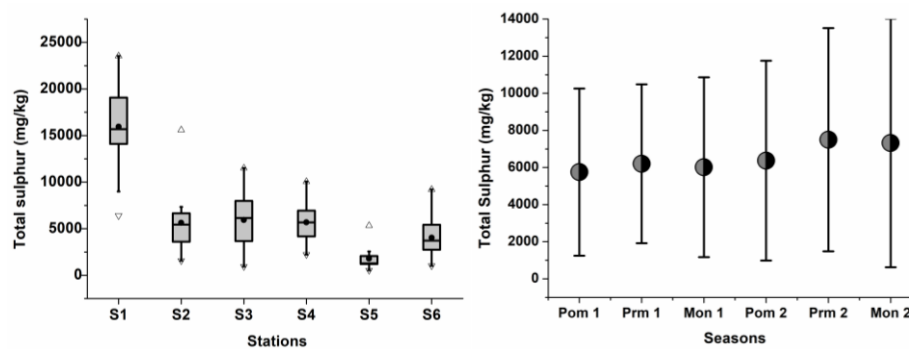 Total sulphur (mg/kg)
25000
20000
15000
10000
5000
0
S1 S2 S3 S4 S5 S6
Stations
Total Sulphur (mg/kg)
14000
12000
10000
8000
6000
4000
2000
0
Pom 1 Prm 1 Mon 1 Pom 2 Prm 2 Mon 2
Seasons